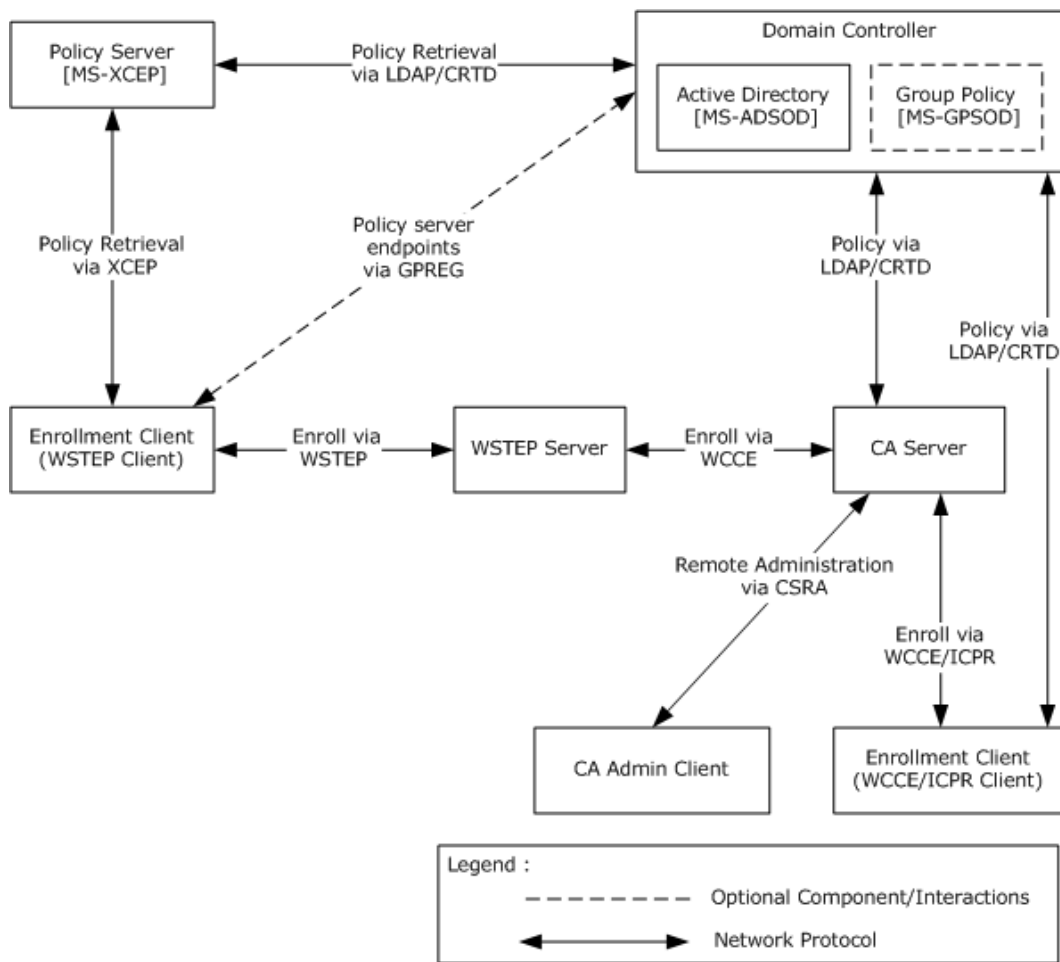 Policy Server
[MS-XCEP]
Policy Retrieval
via LDAP/CRTD
Domain Controller
Active Directory
[MS-ADSOD]
Group Policy
[MS-GPSOD]
Policy Retrieval
via XCEP
Policy server
endpoints
via GPREG
Policy via
LDAP/CRTD
Policy via
LDAP/CRTD
Enrollment Client
(WSTEP Client)
Enroll via
WSTEP
WSTEP Server
Enroll via
WCCE
CA Server
Remote Administration
via CSRA
Enroll via
WCCE/ICPR
CA Admin Client
Enrollment Client
(WCCE/ICPR Client)
Legend :
Optional Component/Interactions
Network Protocol